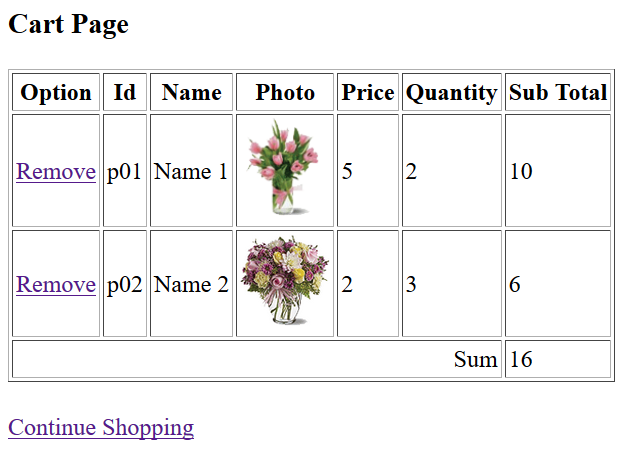 Cart Page
Option Id Name Photo Price Quantity Sub Total
Remove p01 Name 1 5 2 10
Remove p02 Name 2 2 3 6
Sum 16
Continue Shopping